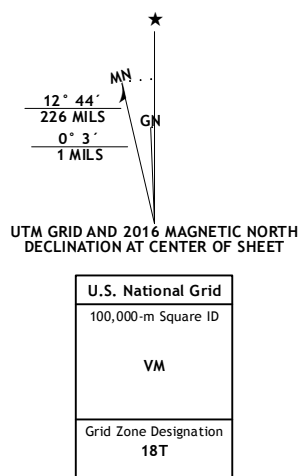 ★
MN
GN
12° 44´
226 MILS
0° 3´
1 MILS
UTM GRID AND 2016 MAGNETIC NORTH
DECLINATION AT CENTER OF SHEET
U.S. National Grid
100,000-m Square ID
VM
Grid Zone Designation
18T